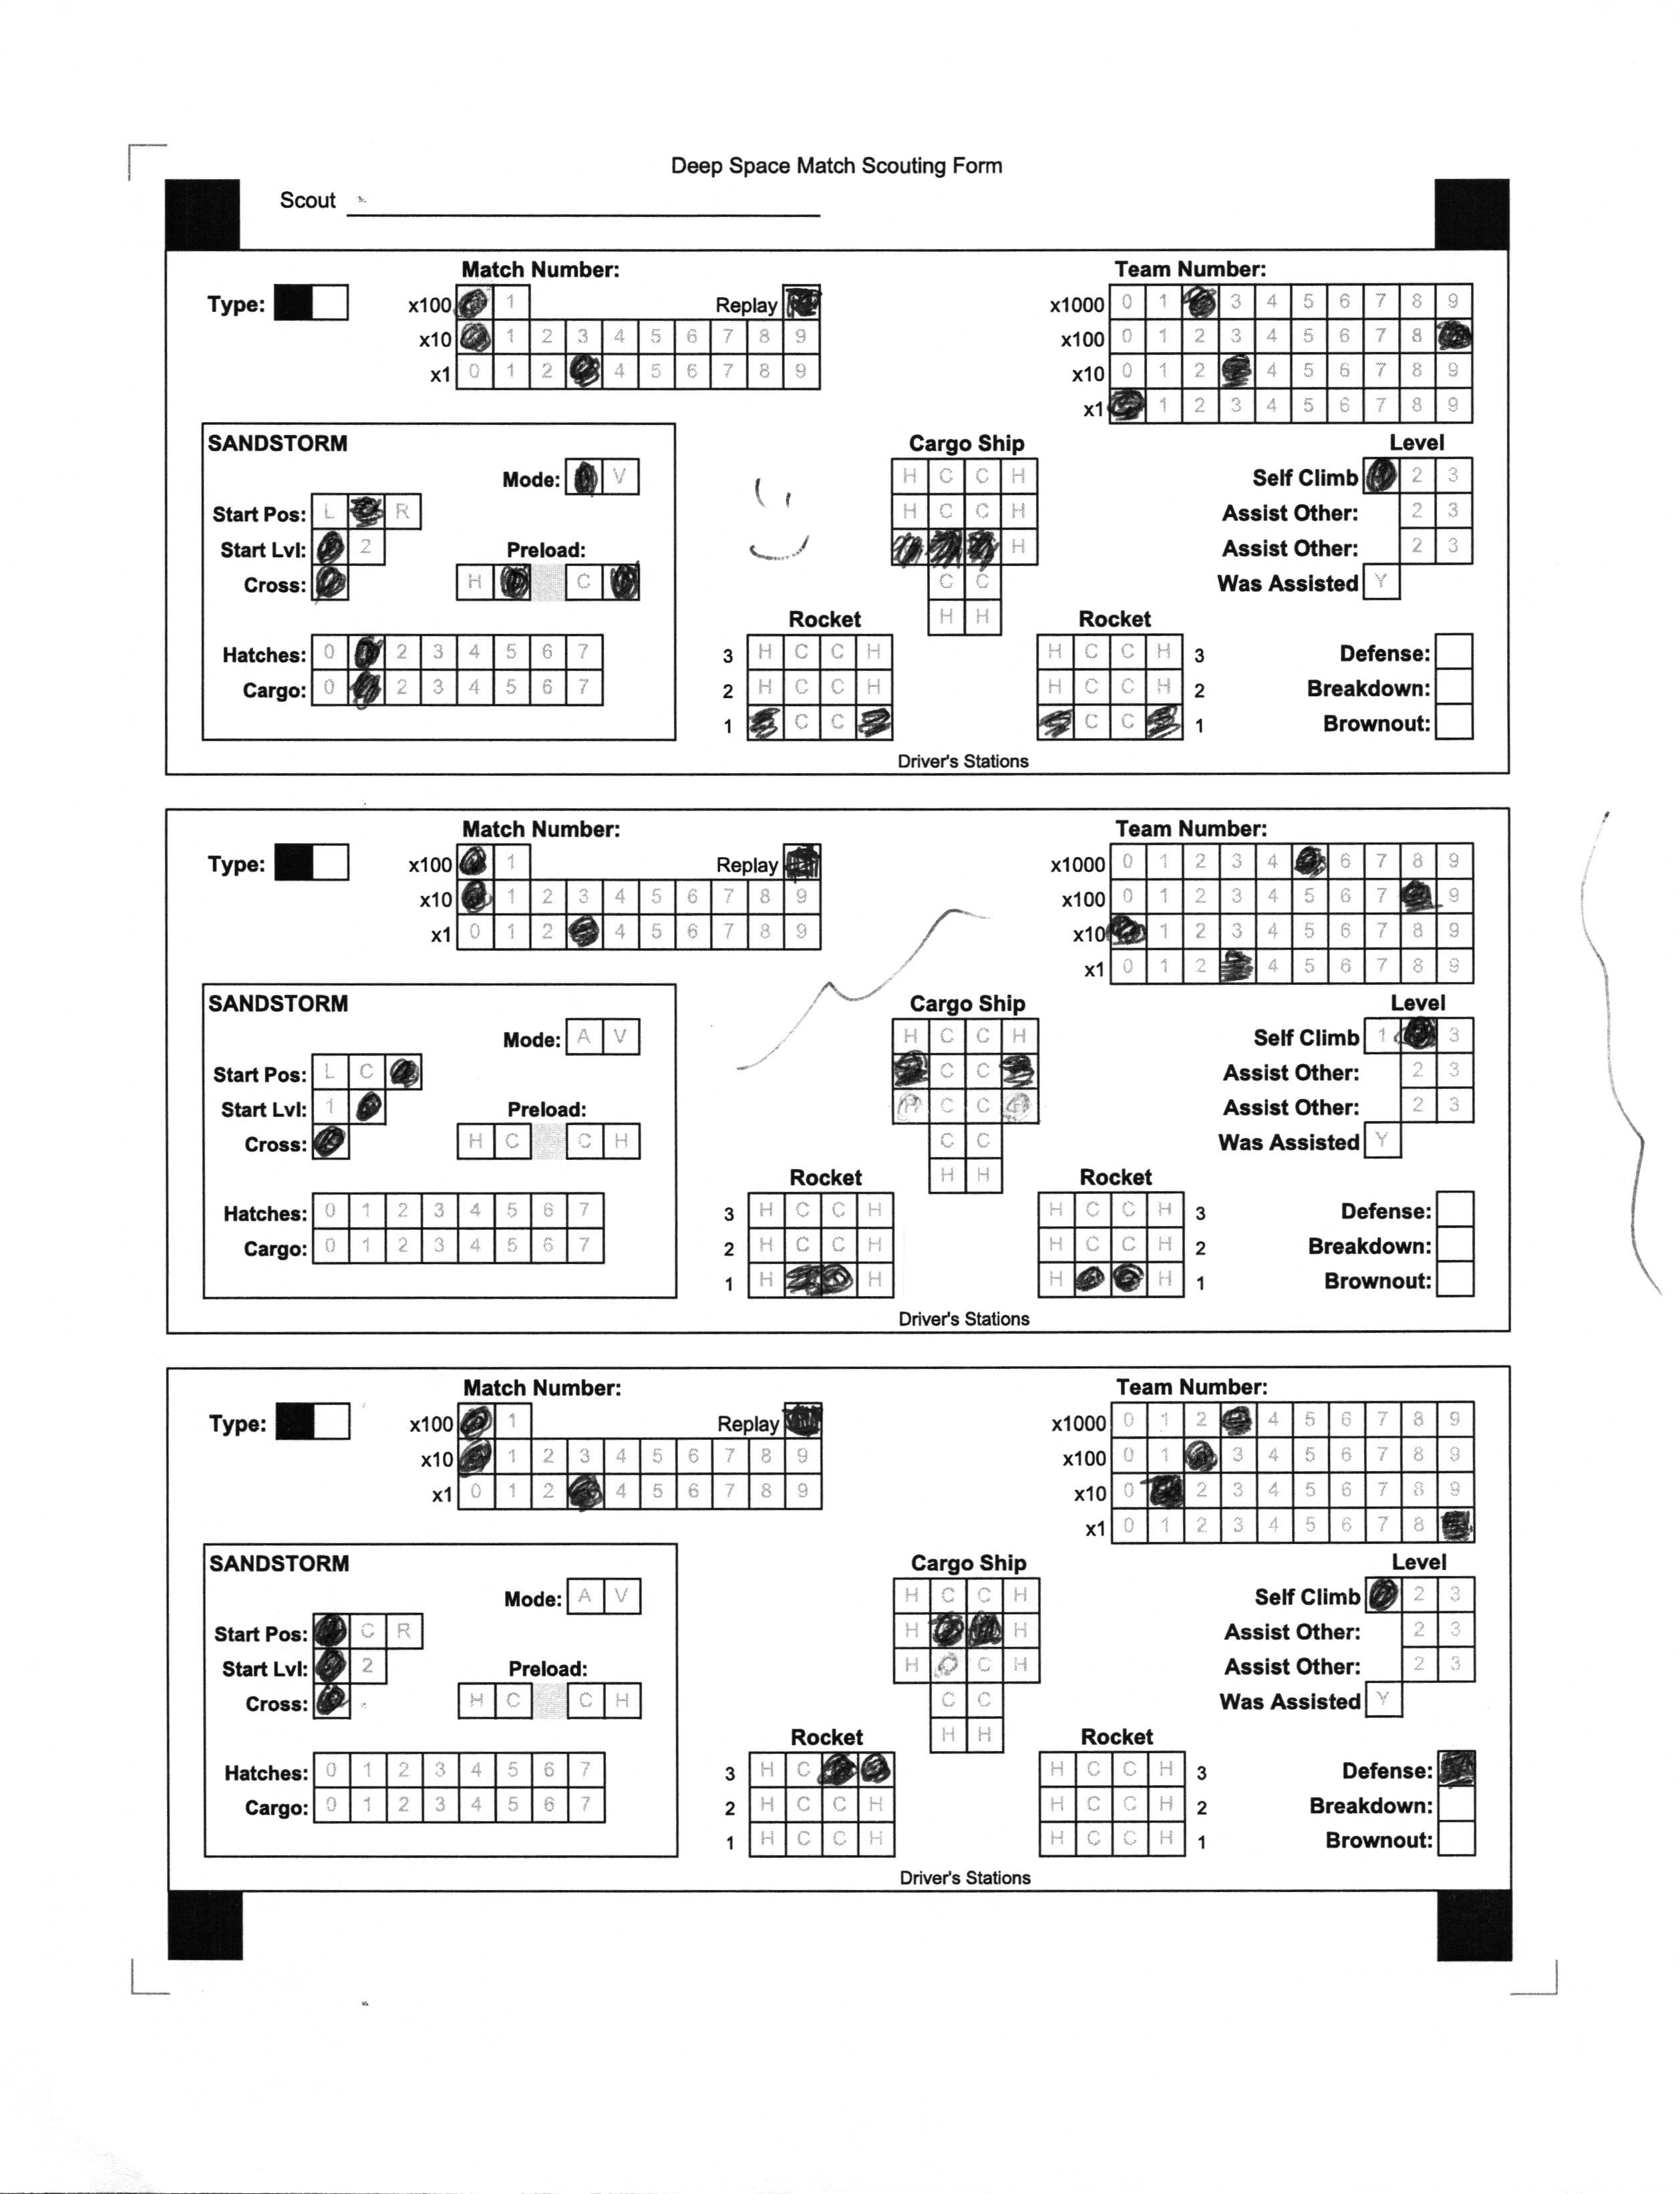 Deep Space Match Scouting Form
Scout
Match Number: Team Number:
Type: x100 1 Replay x1000 0 1 3 4 5 6 7 8 9
x10 1 2 3 4 5 6 7 8 9 x100 0 1 2 3 4 5 6 7 8
x1 0 1 2 4 5 6 7 8 9 x10 0 1 2 4 5 6 7 8 9
x1 1 2 3 4 5 6 7 8 9
SANDSTORM Cargo Ship Level
Mode: V H C C H Self Climb 2 3
Start Pos: L R H C C H Assist Other: 2 3
Start Lvl: 2 Preload: H Assist Other: 2 3
Cross: H C C C Was Assisted Y
Rocket H H Rocket
Hatches: 0 2 3 4 5 6 7 3 H C C H H C C H 3 Defense:
Cargo: 0 2 3 4 5 6 7 2 H C C H H C C H 2 Breakdown:
1 C C C C 1 Brownout:
Driver's Stations
Match Number: Team Number:
Type: x100 1 Replay x1000 0 1 2 3 4 6 7 8 9
x10 1 2 3 4 5 6 7 8 9 x100 0 1 2 3 4 5 6 7 9
x1 0 1 2 4 5 6 7 8 9 x10 1 2 3 4 5 6 7 8 9
x1 0 1 2 4 5 6 7 8 9
SANDSTORM Cargo Ship Level
Mode: A V H C C H Self Climb 1 3
Start Pos: L C C C Assist Other: 2 3
Start Lvl: 1 Preload: H C C H Assist Other: 2 3
Cross: H C C H C C Was Assisted Y
Rocket H H Rocket
Hatches: 0 1 2 3 4 5 6 7 3 H C C H H C C H 3 Defense:
Cargo: 0 1 2 3 4 5 6 7 2 H C C H H C C H 2 Breakdown:
1 H H H H 1 Brownout:
Driver's Stations
Match Number: Team Number:
Type: x100 1 Replay x1000 0 1 2 4 5 6 7 8 9
x10 1 2 3 4 5 6 7 8 9 x100 0 1 3 4 5 6 7 8 9
x1 0 1 2 4 5 6 7 8 9 x10 0 2 3 4 5 6 7 8 9
x1 0 1 2 3 4 5 6 7 8
SANDSTORM Cargo Ship Level
Mode: A V H C C H Self Climb 2 3
Start Pos: C R H H Assist Other: 2 3
Start Lvl: 2 Preload: H C C H Assist Other: 2 3
Cross: H C C H C C Was Assisted Y
Rocket H H Rocket
Hatches: 0 1 2 3 4 5 6 7 3 H C H C C H 3 Defense:
Cargo: 0 1 2 3 4 5 6 7 2 H C C H H C C H 2 Breakdown:
1 H C C H H C C H 1 Brownout:
Driver's Stations